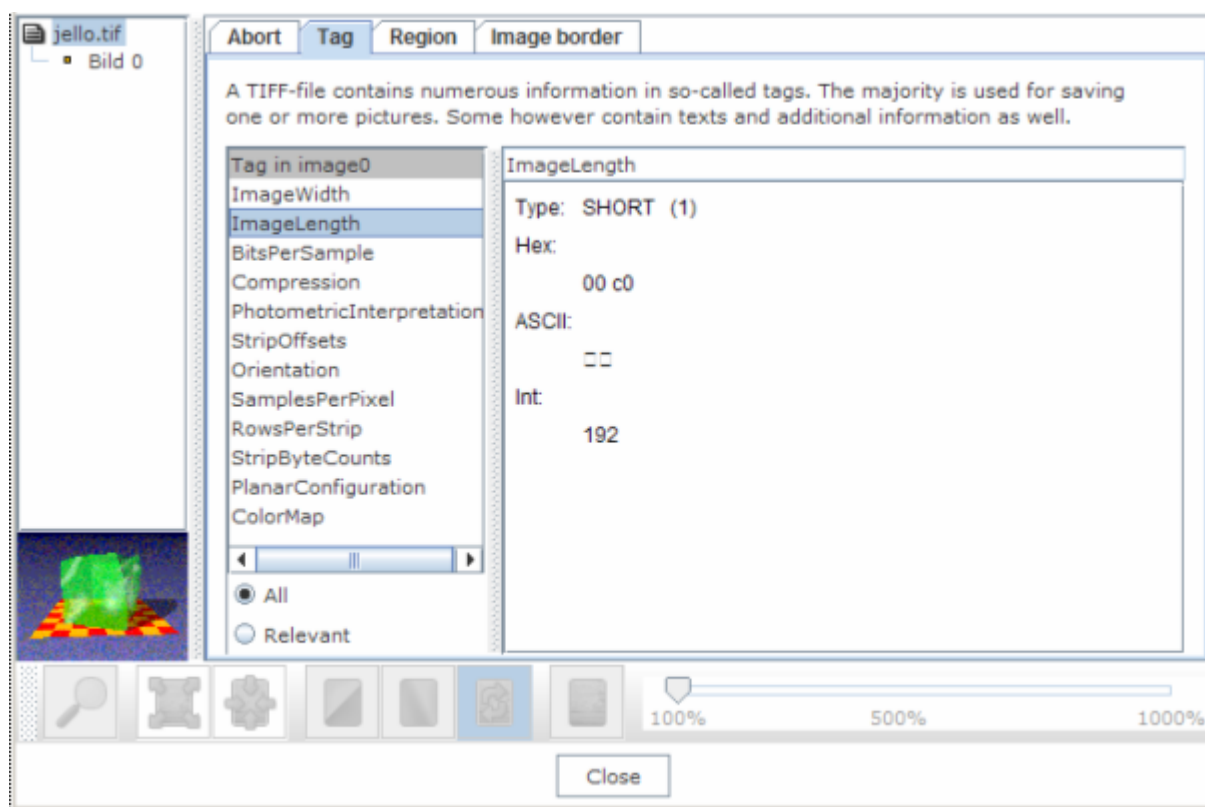 jello.tif
Bild 0
Abort Tag Region Image border
A TIFF-file contains numerous information in so-called tags. The majority is used for saving
one or more pictures. Some however contain texts and additional information as well.
Tag in image0
ImageWidth
ImageLength
BitsPerSample
Compression
PhotometricInterpretation
StripOffsets
Orientation
SamplesPerPixel
RowsPerStrip
StripByteCounts
PlanarConfiguration
ColorMap
All
Relevant
ImageLength
Type: SHORT (1)
Hex:
00 c0
ASCII:
□□
Int:
192
100% 500% 1000%
Close